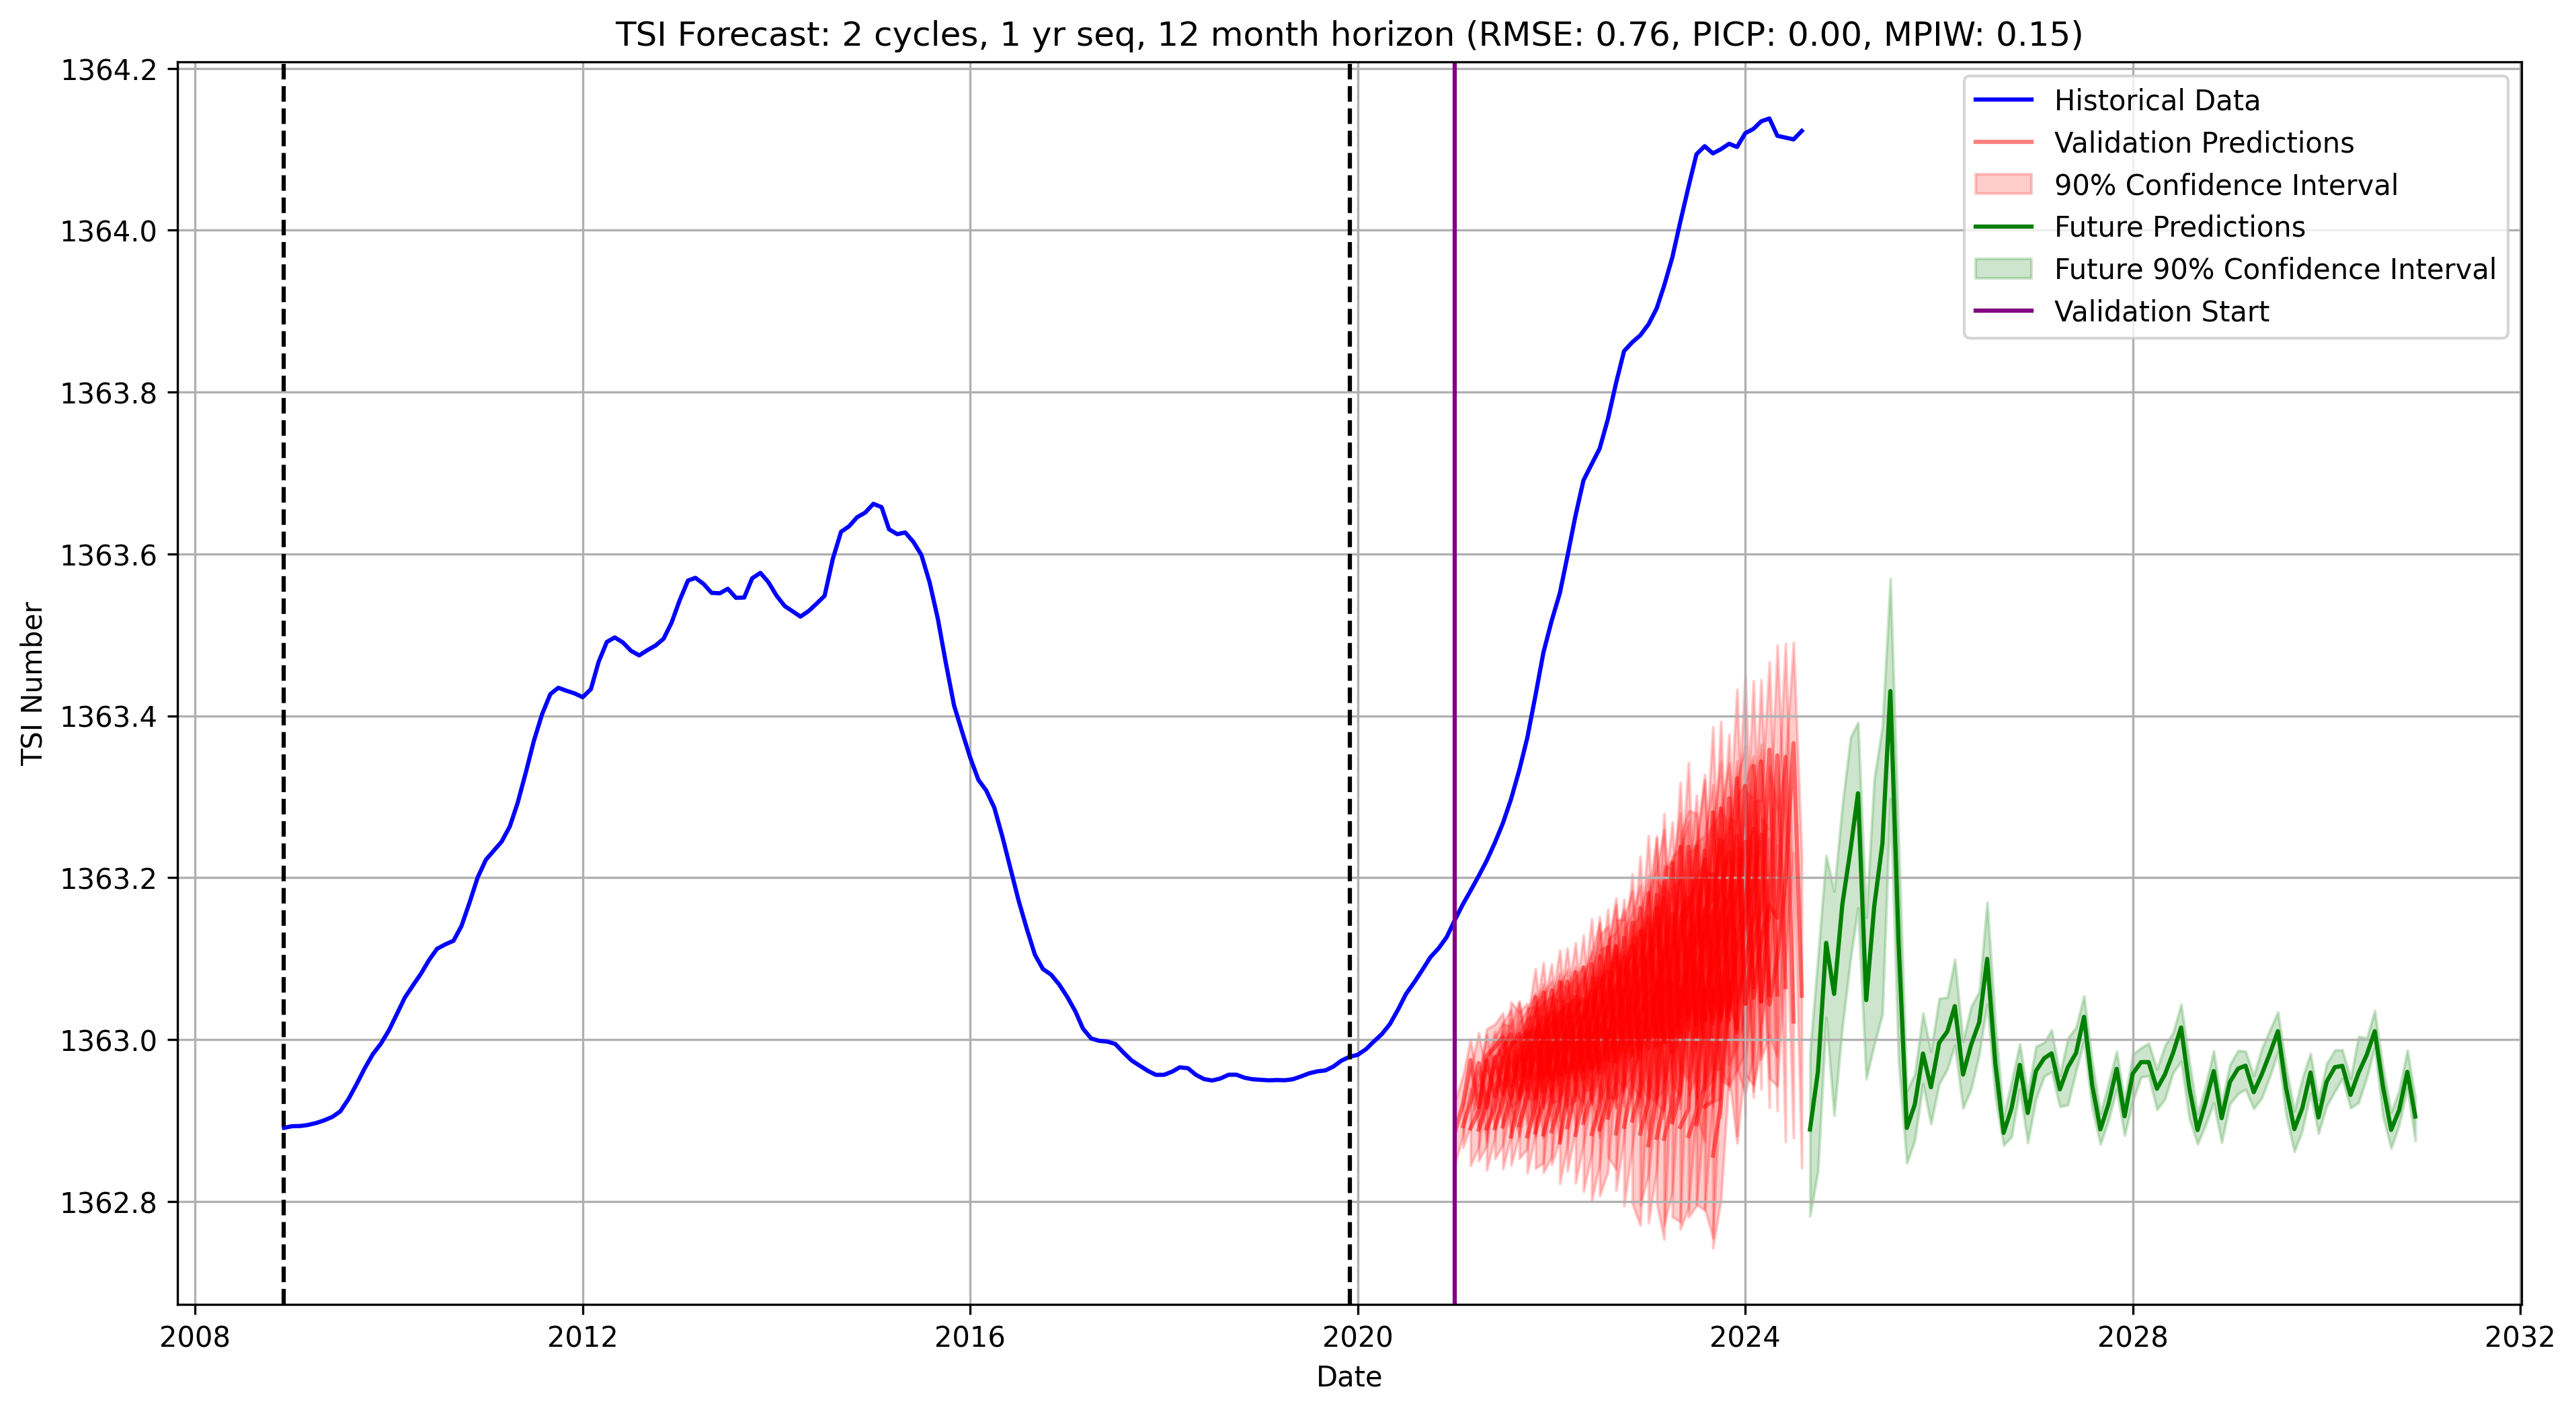 TSI Forecast: 2 cycles, 1 yr seq, 12 month horizon (RMSE: 0.76, PICP: 0.00, MPIW: 0.15)
1364.2
1364.0
1363.8
1363.6
1363.4
1363.2
1363.0
1362.8
TSI Number
Historical Data
Validation Predictions
90% Confidence Interval
Future Predictions
Future 90% Confidence Interval
Validation Start
2008 2012 2016 2020 2024 2028 2032
Date